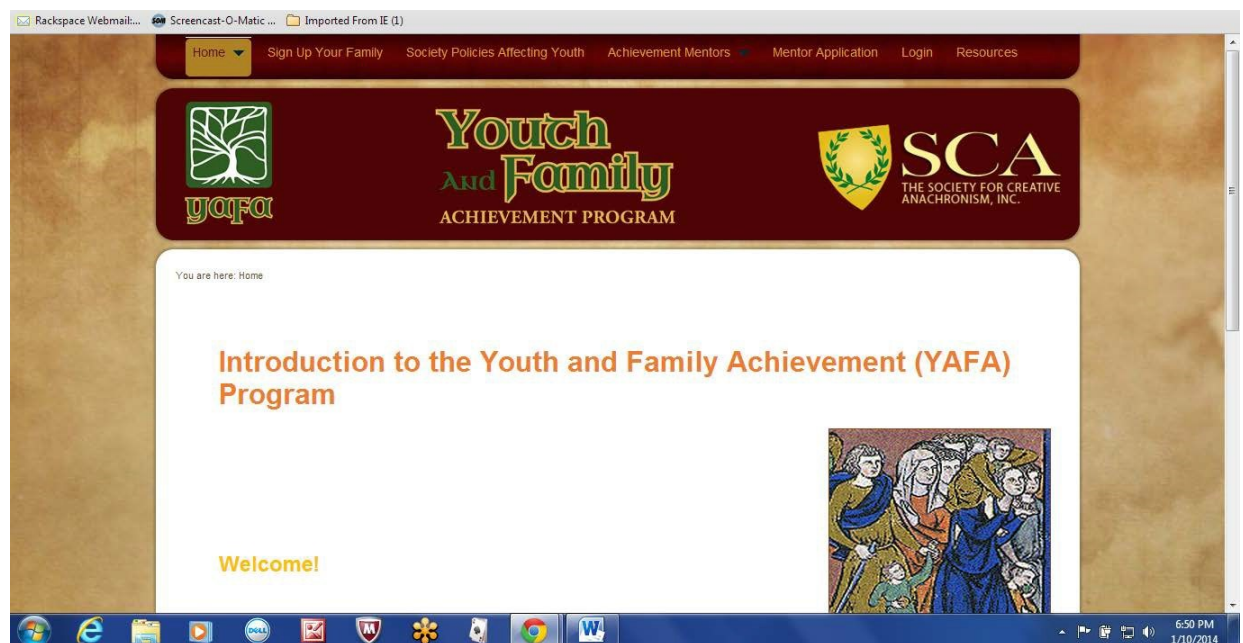 Rackspace Webmail:... Screencast-O-Matic ... Imported From IE (1)
Home Sign Up Your Family Society Policies Affecting Youth Achievement Mentors Mentor Application Login Resources
yafa
Youth
And Family
ACHIEVEMENT PROGRAM
SCA
THE SOCIETY FOR CREATIVE
ANACHRONISM, INC.
You are here: Home
Introduction to the Youth and Family Achievement (YAFA)
Program
Welcome!
DELL
6:50 PM
1/10/2014